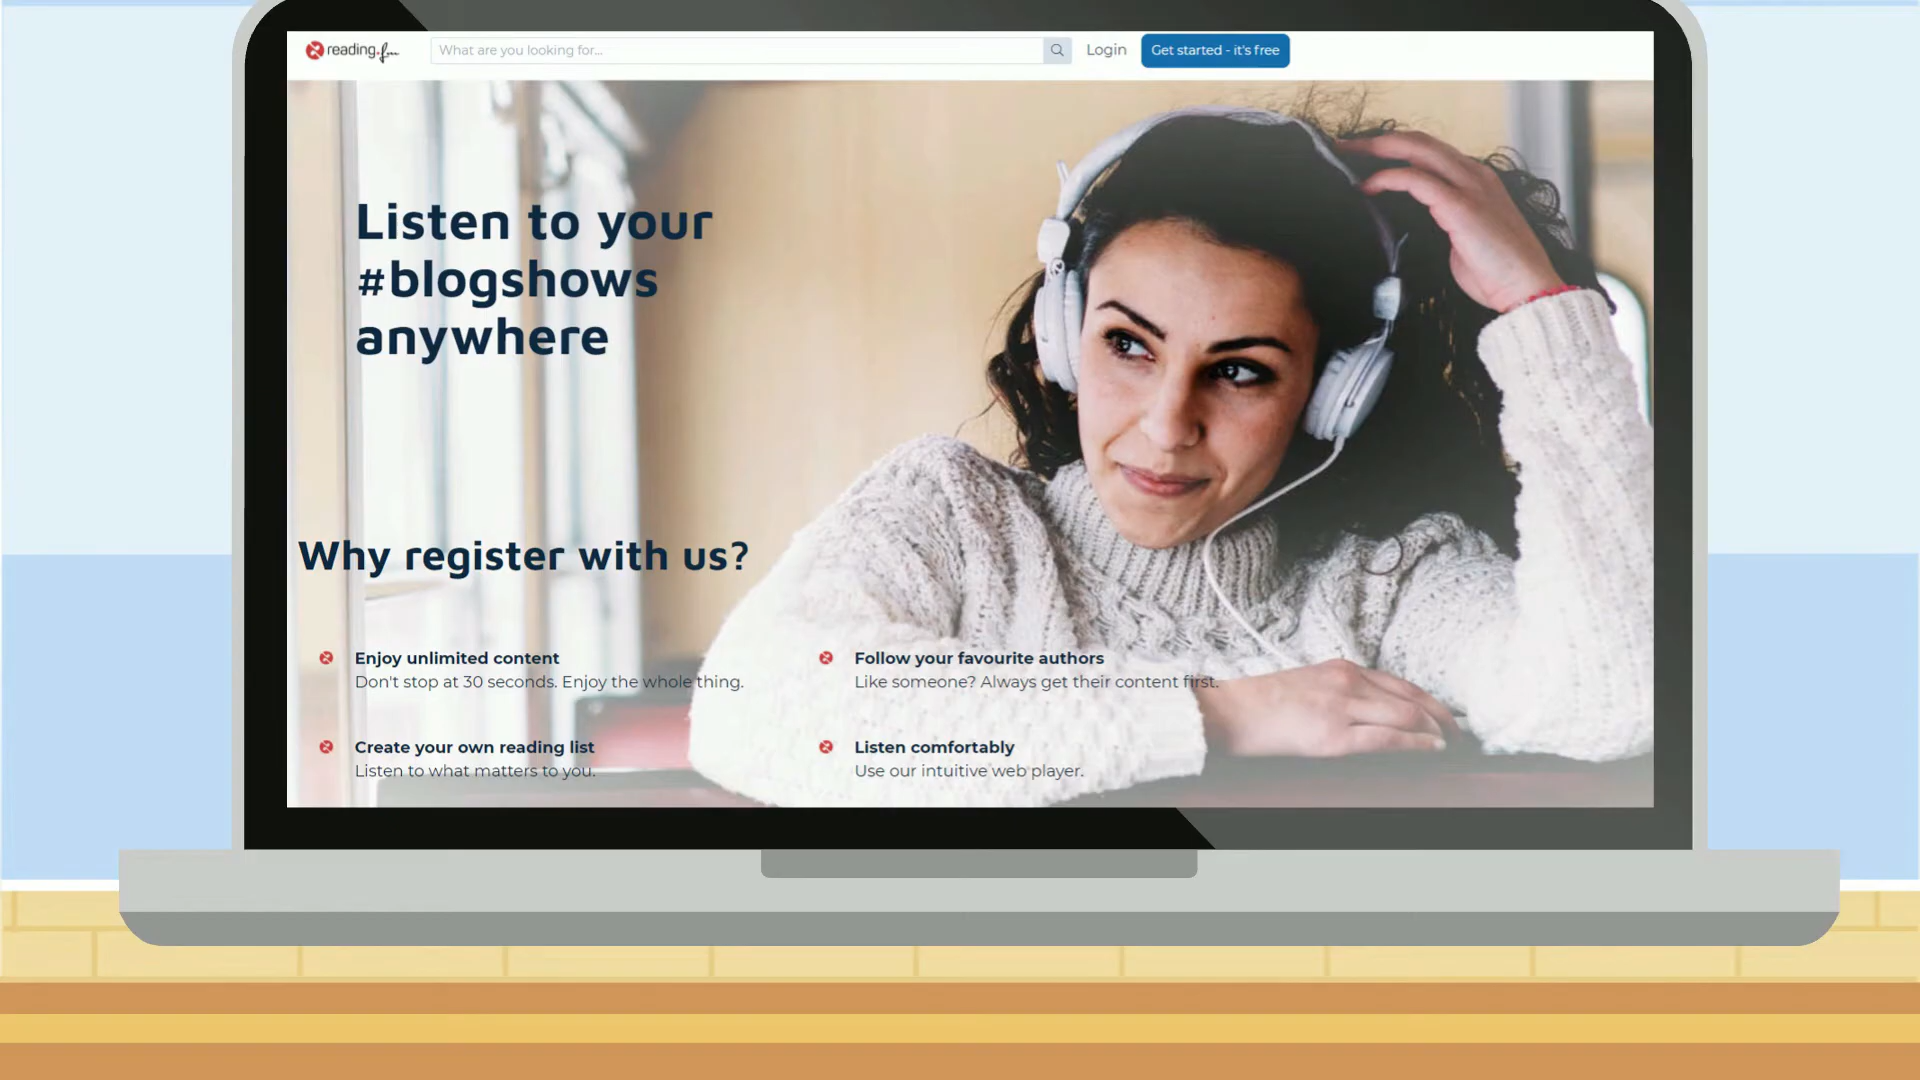 reading.fm
What are you looking for...
Login
Get started - it's free
Listen to your
#blogshows
anywhere
Why register with us?
Enjoy unlimited content
Don't stop at 30 seconds. Enjoy the whole thing.
Follow your favourite authors
Like someone? Always get their content first.
Create your own reading list
Listen to what matters to you.
Listen comfortably
Use our intuitive web player.